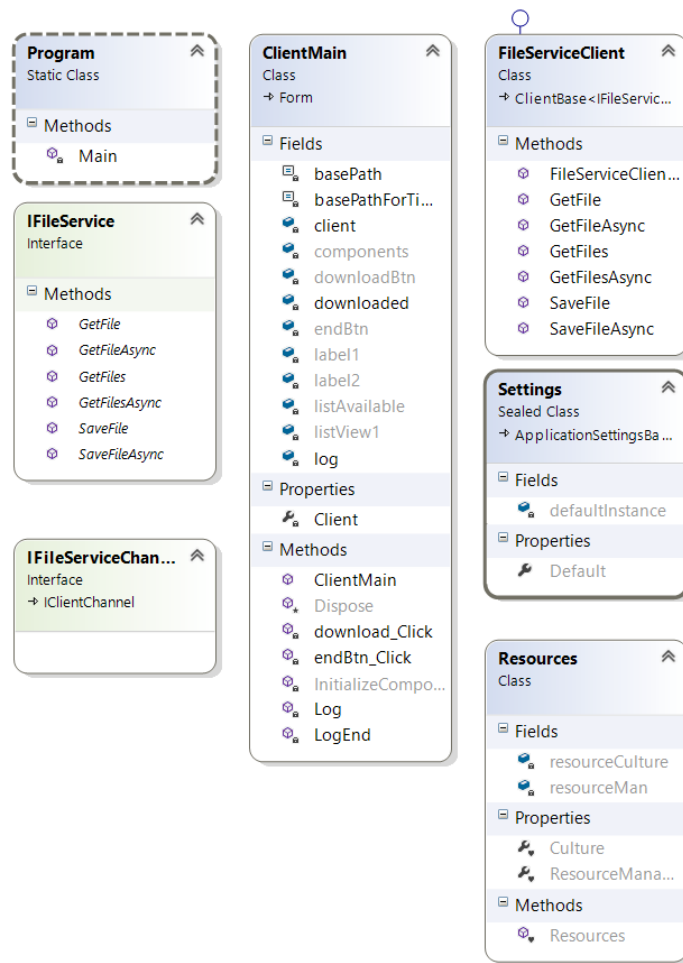 Program
Static Class
Methods
Main
IFileService
Interface
Methods
GetFile
GetFileAsync
GetFiles
GetFilesAsync
SaveFile
SaveFileAsync
IFileServiceChan...
Interface
IClientChannel
ClientMain
Class
Form
Fields
basePath
basePathForTi...
client
components
downloadBtn
downloaded
endBtn
label1
label2
listAvailable
listView1
log
Properties
Client
Methods
ClientMain
Dispose
download_Click
endBtn_Click
InitializeCompo...
Log
LogEnd
FileServiceClient
Class
ClientBase<IFileServic...
Methods
FileServiceClien...
GetFile
GetFileAsync
GetFiles
GetFilesAsync
SaveFile
SaveFileAsync
Settings
Sealed Class
ApplicationSettingsBa...
Fields
defaultInstance
Properties
Default
Resources
Class
Fields
resourceCulture
resourceMan
Properties
Culture
ResourceMana...
Methods
Resources